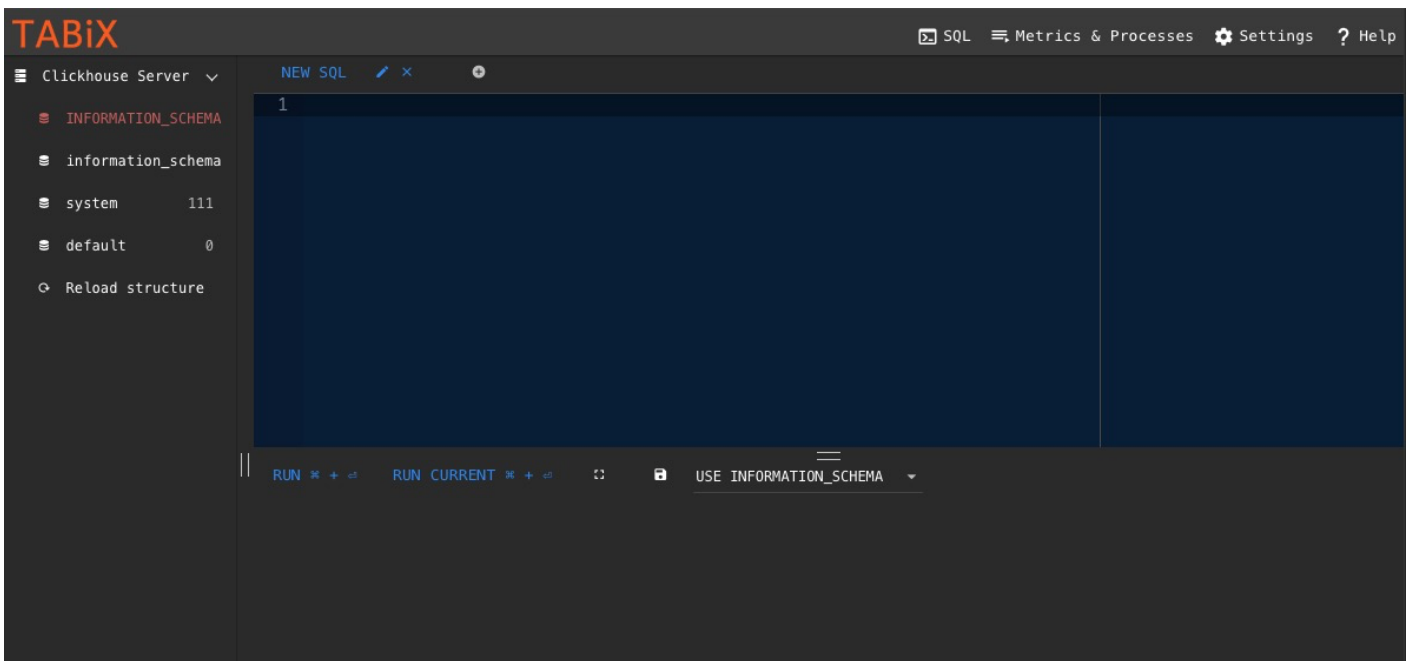 TABiX
SQL Metrics & Processes Settings ? Help
Clickhouse Server
INFORMATION_SCHEMA
information_schema
system 111
default 0
Reload structure
NEW SQL
1
RUN ⌘ + ⏎ RUN CURRENT ⌘ + ⏎ USE INFORMATION_SCHEMA